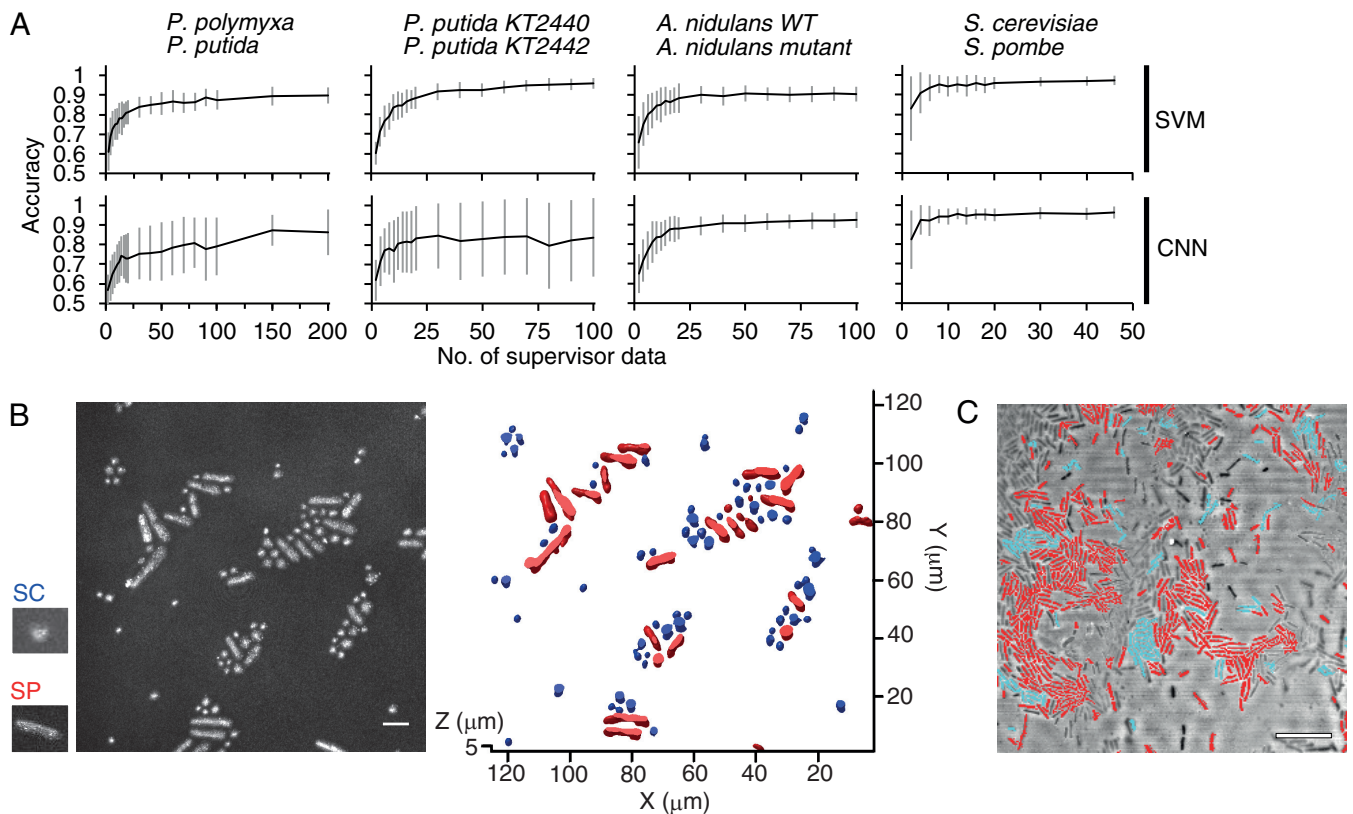 A
P. polymyxa
P. putida
P. putida KT2440
P. putida KT2442
A. nidulans WT
A. nidulans mutant
S. cerevisiae
S. pombe
Accuracy
1
0.9
0.8
0.7
0.6
0.5
SVM
1
0.9
0.8
0.7
0.6
0.5
CNN
0 50 100 150 200
0 25 50 75 100
0 25 50 75 100
0 10 20 30 40 50
No. of supervisor data
B
SC
SP
120
100
80
60
40
20
Y (μm)
Z (μm)
5
120 100 80 60 40 20
X (μm)
C